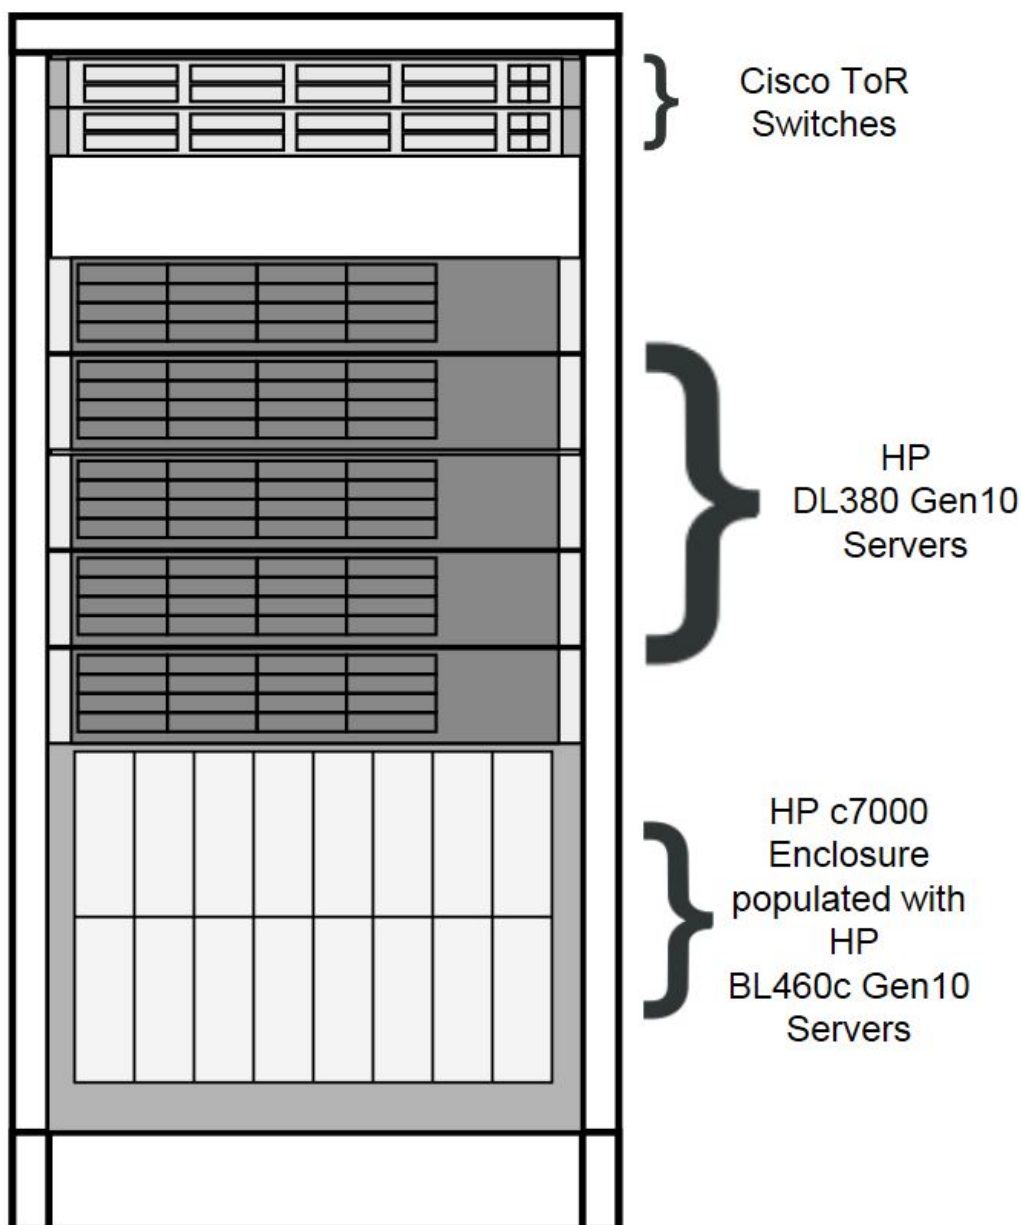 Cisco ToR
Switches
HP
DL380 Gen10
Servers
HP c7000
Enclosure
populated with
HP
BL460c Gen10
Servers